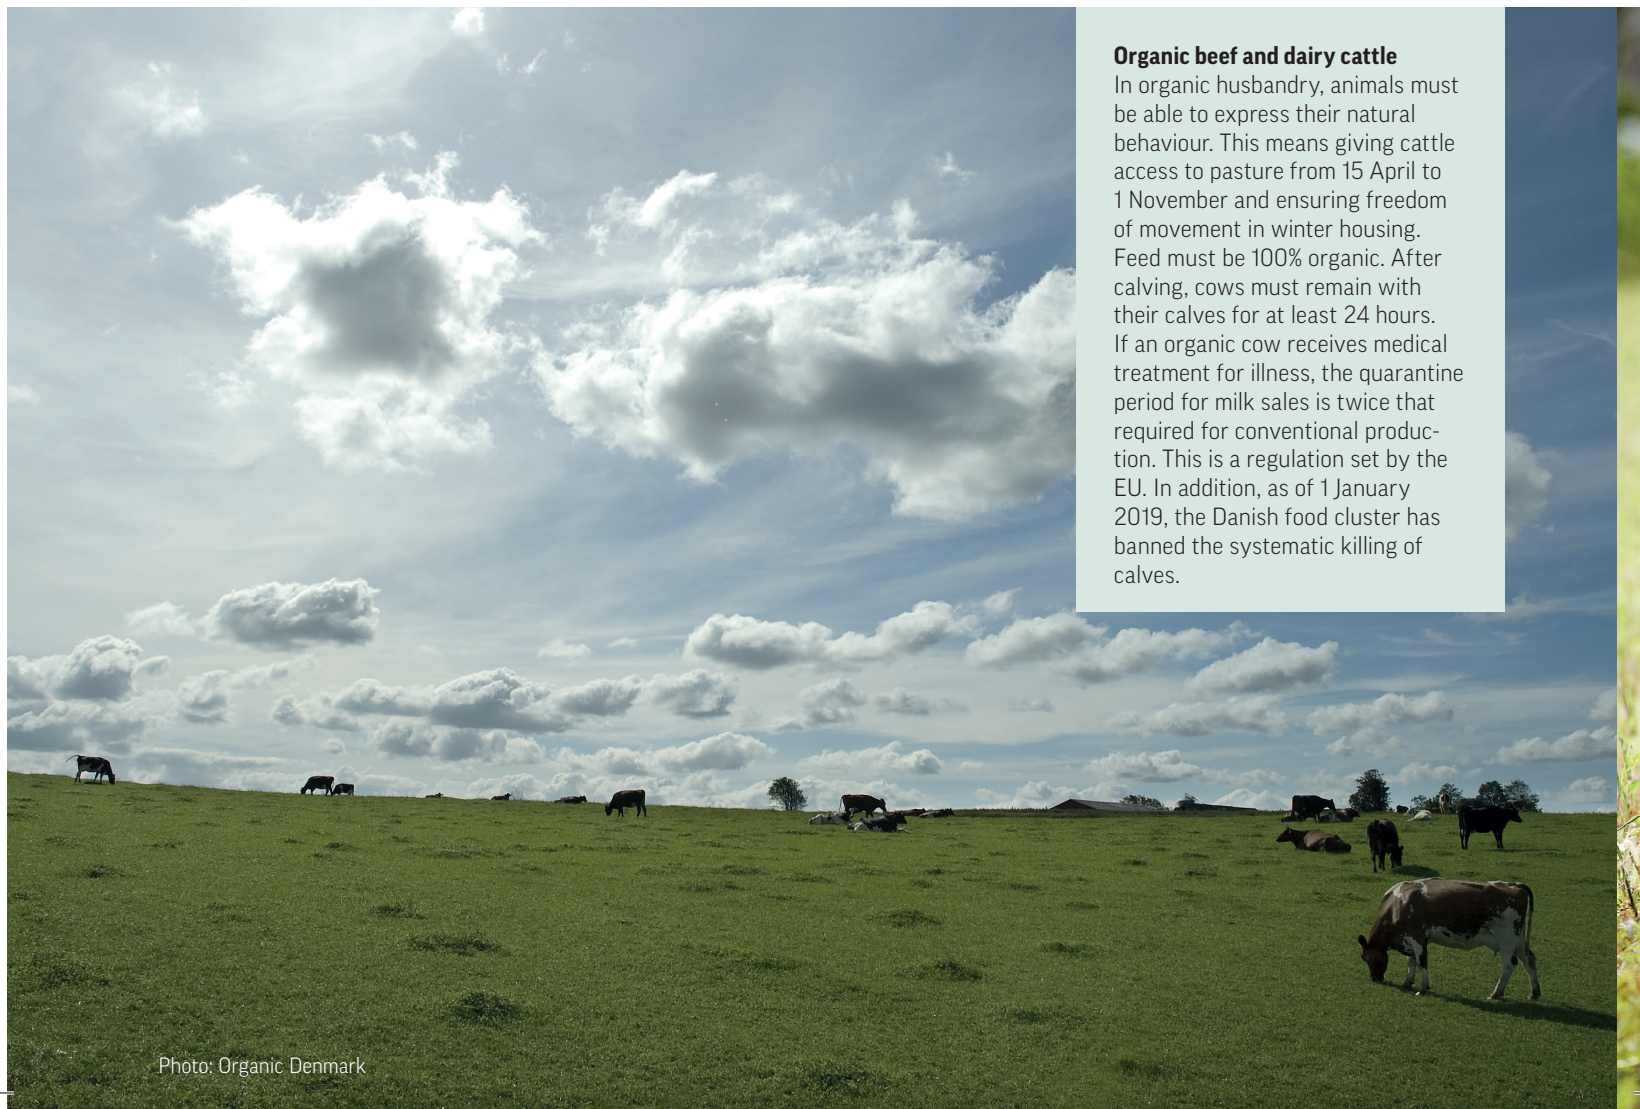 Organic beef and dairy cattle
In organic husbandry, animals must
be able to express their natural
behaviour. This means giving cattle
access to pasture from 15 April to
1 November and ensuring freedom
of movement in winter housing.
Feed must be 100% organic. After
calving, cows must remain with
their calves for at least 24 hours.
If an organic cow receives medical
treatment for illness, the quarantine
period for milk sales is twice that
required for conventional produc-
tion. This is a regulation set by the
EU. In addition, as of 1 January
2019, the Danish food cluster has
banned the systematic killing of
calves.
Photo: Organic Denmark